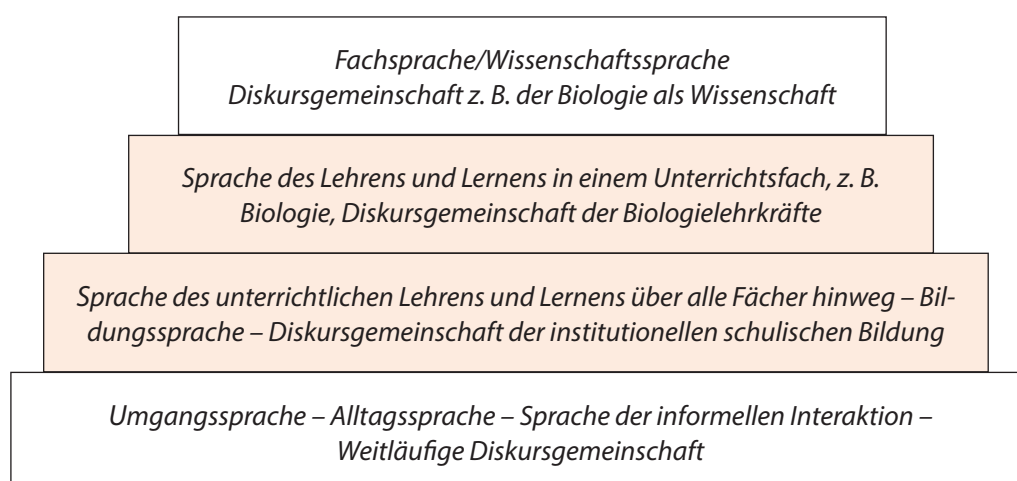 Fachsprache/Wissenschaftssprache
Diskursgemeinschaft z. B. der Biologie als Wissenschaft
Sprache des Lehrens und Lernens in einem Unterrichtsfach, z. B.
Biologie, Diskursgemeinschaft der Biologielehrkräfte
Sprache des unterrichtlichen Lehrens und Lernens über alle Fächer hinweg – Bil-
dungssprache – Diskursgemeinschaft der institutionellen schulischen Bildung
Umgangssprache – Alltagssprache – Sprache der informellen Interaktion –
Weitläufige Diskursgemeinschaft